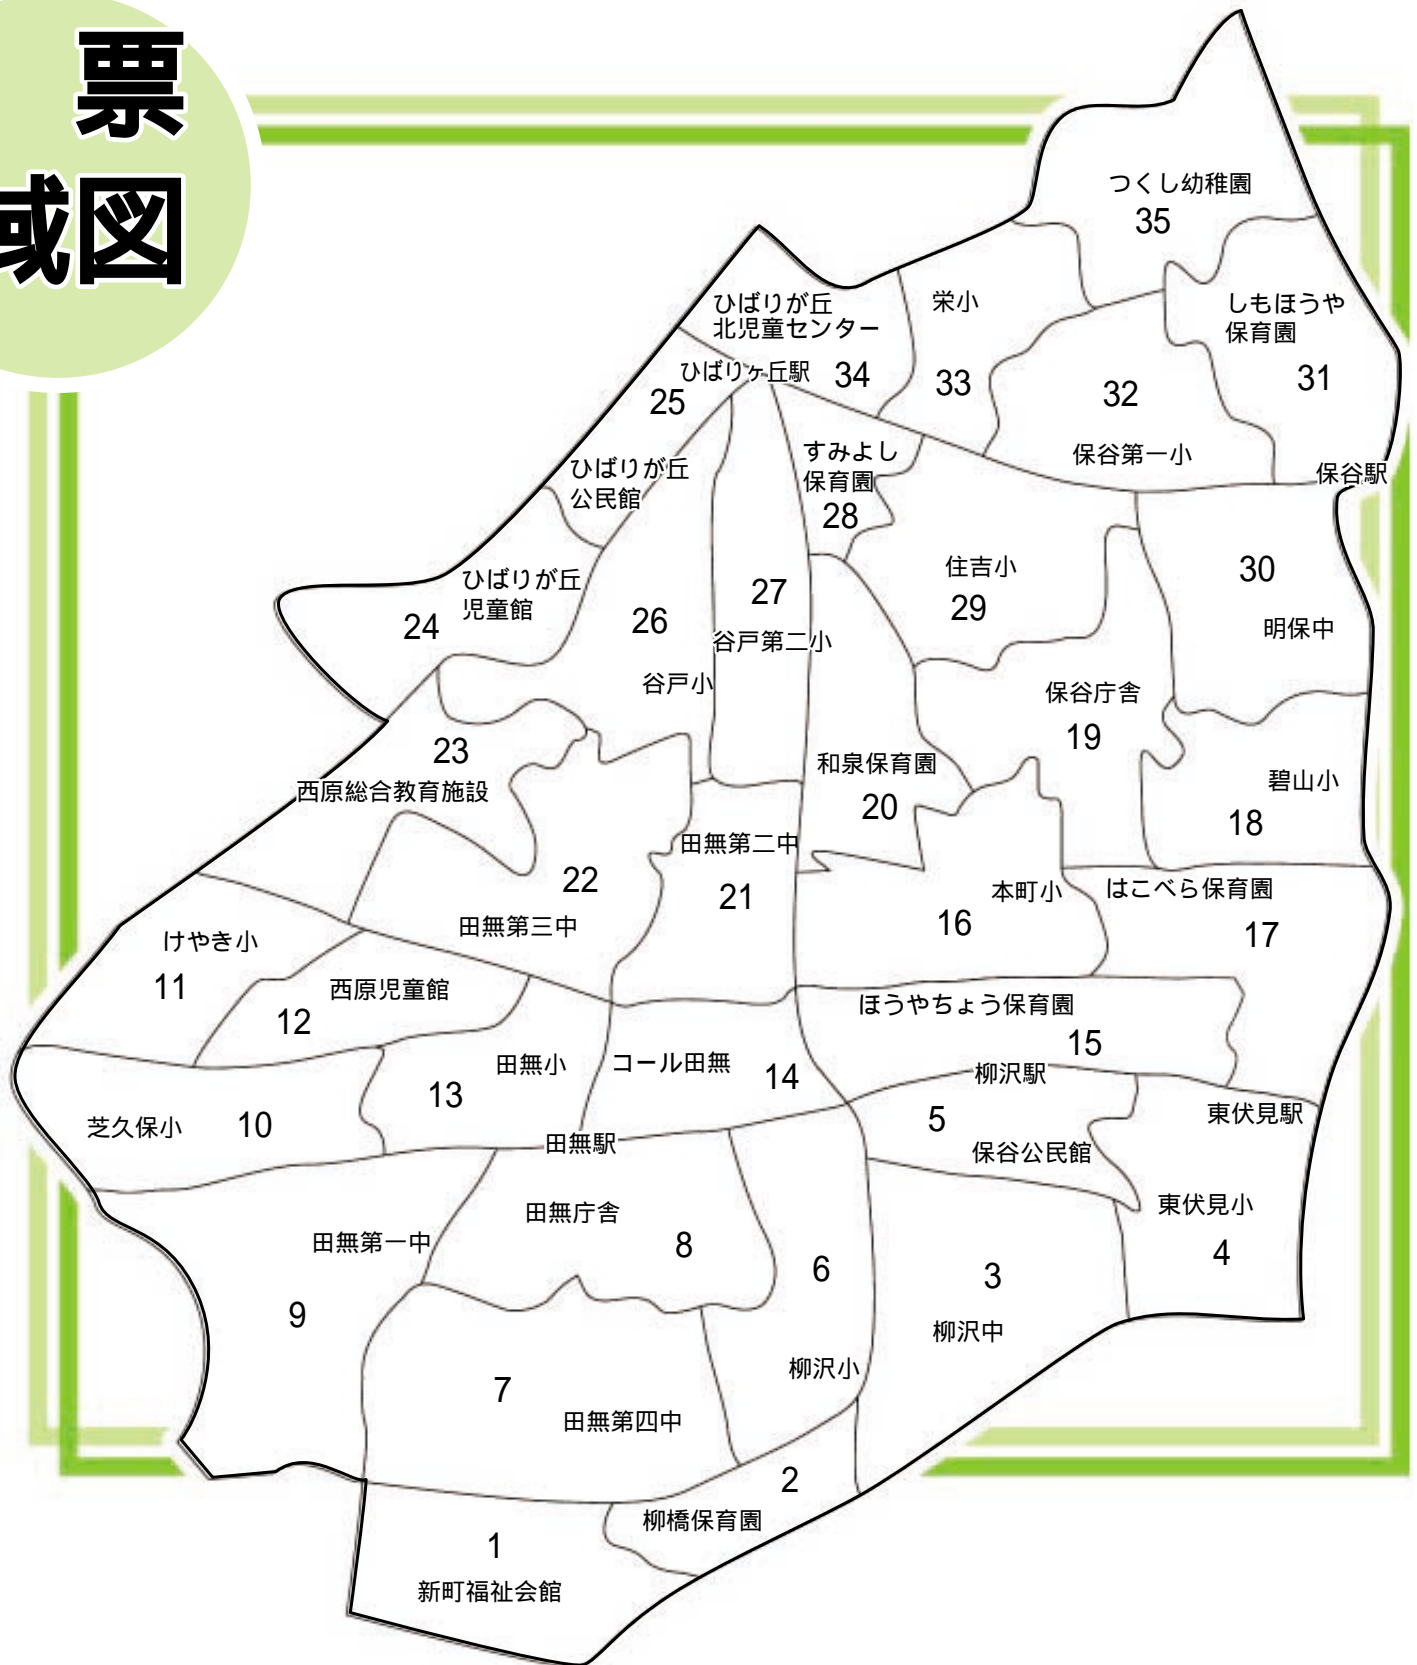 票
域図
つくし幼稚園
35
ひばりが丘
北児童センター
34
栄小
33
しもほうや
保育園
31
32
保谷第一小
ひばりヶ丘駅
25
ひばりが丘
公民館
すみよし
保育園
28
保谷駅
ひばりが丘
児童館
24
26
谷戸小
27
谷戸第二小
住吉小
29
30
明保中
保谷庁舎
19
23
西原総合教育施設
和泉保育園
20
碧山小
18
22
田無第三中
田無第二中
21
本町小
16
はこべら保育園
17
けやき小
11
西原児童館
12
ほうやちょう保育園
15
田無小
13
コール田無
14
柳沢駅
芝久保小
10
5
保谷公民館
東伏見駅
田無駅
東伏見小
4
田無庁舎
8
田無第一中
9
6
柳沢小
3
柳沢中
7
田無第四中
2
柳橋保育園
1
新町福祉会館